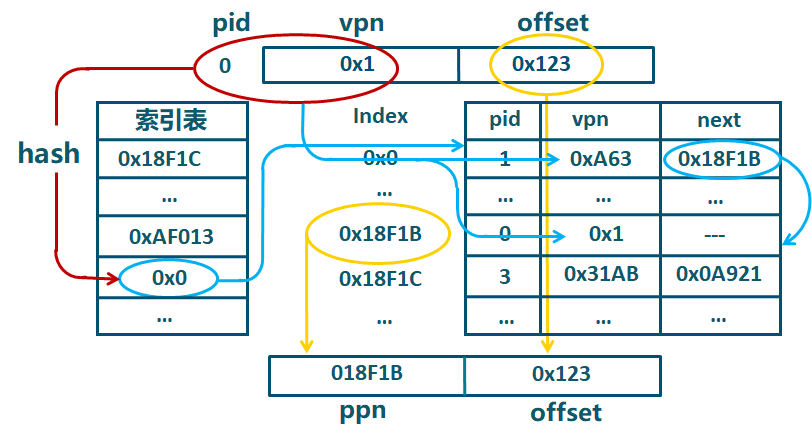 pid vpn offset
0 0x1 0x123
索引表 Index pid vpn next
hash 0x18F1C 0x0 1 0xA63 0x18F1B
... ... ... ... ...
0xAF013 0x18F1B 0 0x1 ---
0x0 0x18F1C 3 0x31AB 0x0A921
... ... ... ... ...
018F1B 0x123
ppn offset